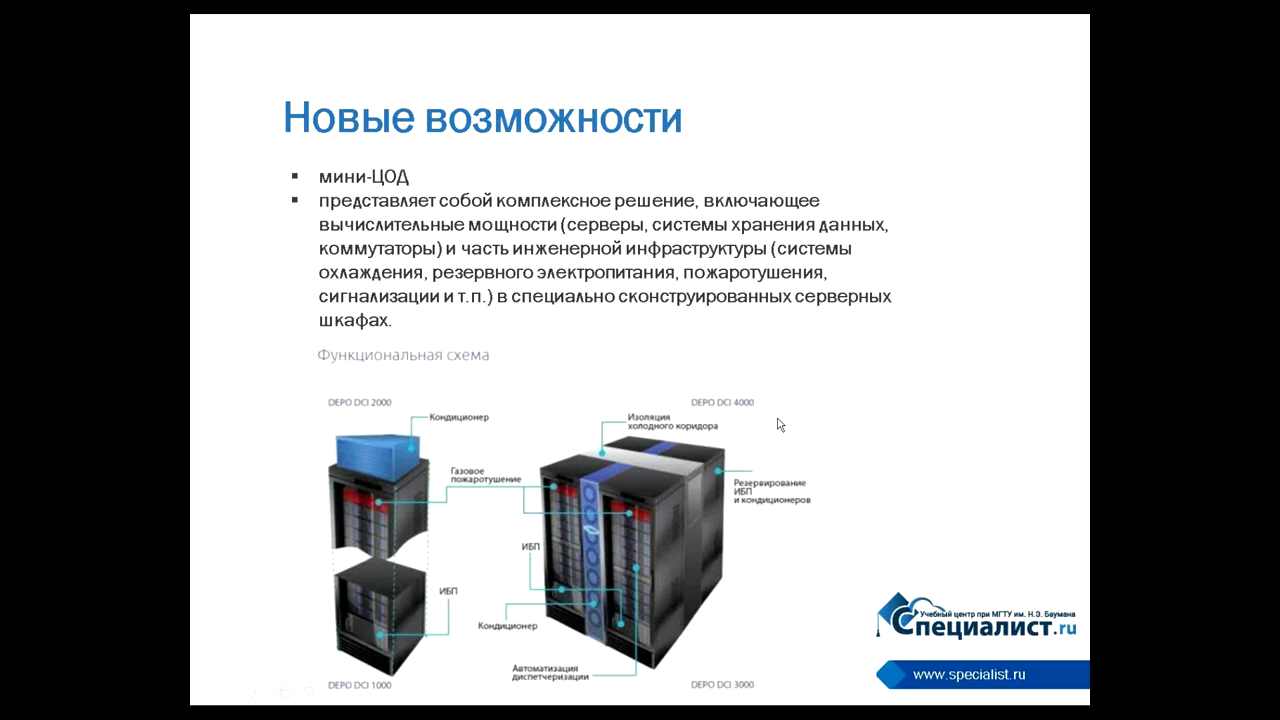 Новые возможности
▪ мини-ЦОД
▪ представляет собой комплексное решение, включающее
вычислительные мощности (серверы, системы хранения данных,
коммутаторы) и часть инженерной инфраструктуры (системы
охлаждения, резервного электропитания, пожаротушения,
сигнализации и т.п.) в специально сконструированных серверных
шкафах.
Функциональная схема
DEPO DCI 2000
DEPO DCI 4000
Кондиционер
Изоляция
холодного коридора
Газовое
пожаротушение
Резервирование
ИБП
и кондиционеров
ИБП
ИБП
Кондиционер
Автоматизация
диспетчеризации
DEPO DCI 1000
DEPO DCI 3000
Учебный центр при МГТУ им. Н.Э. Баумана
Специалист.ru
www.specialist.ru